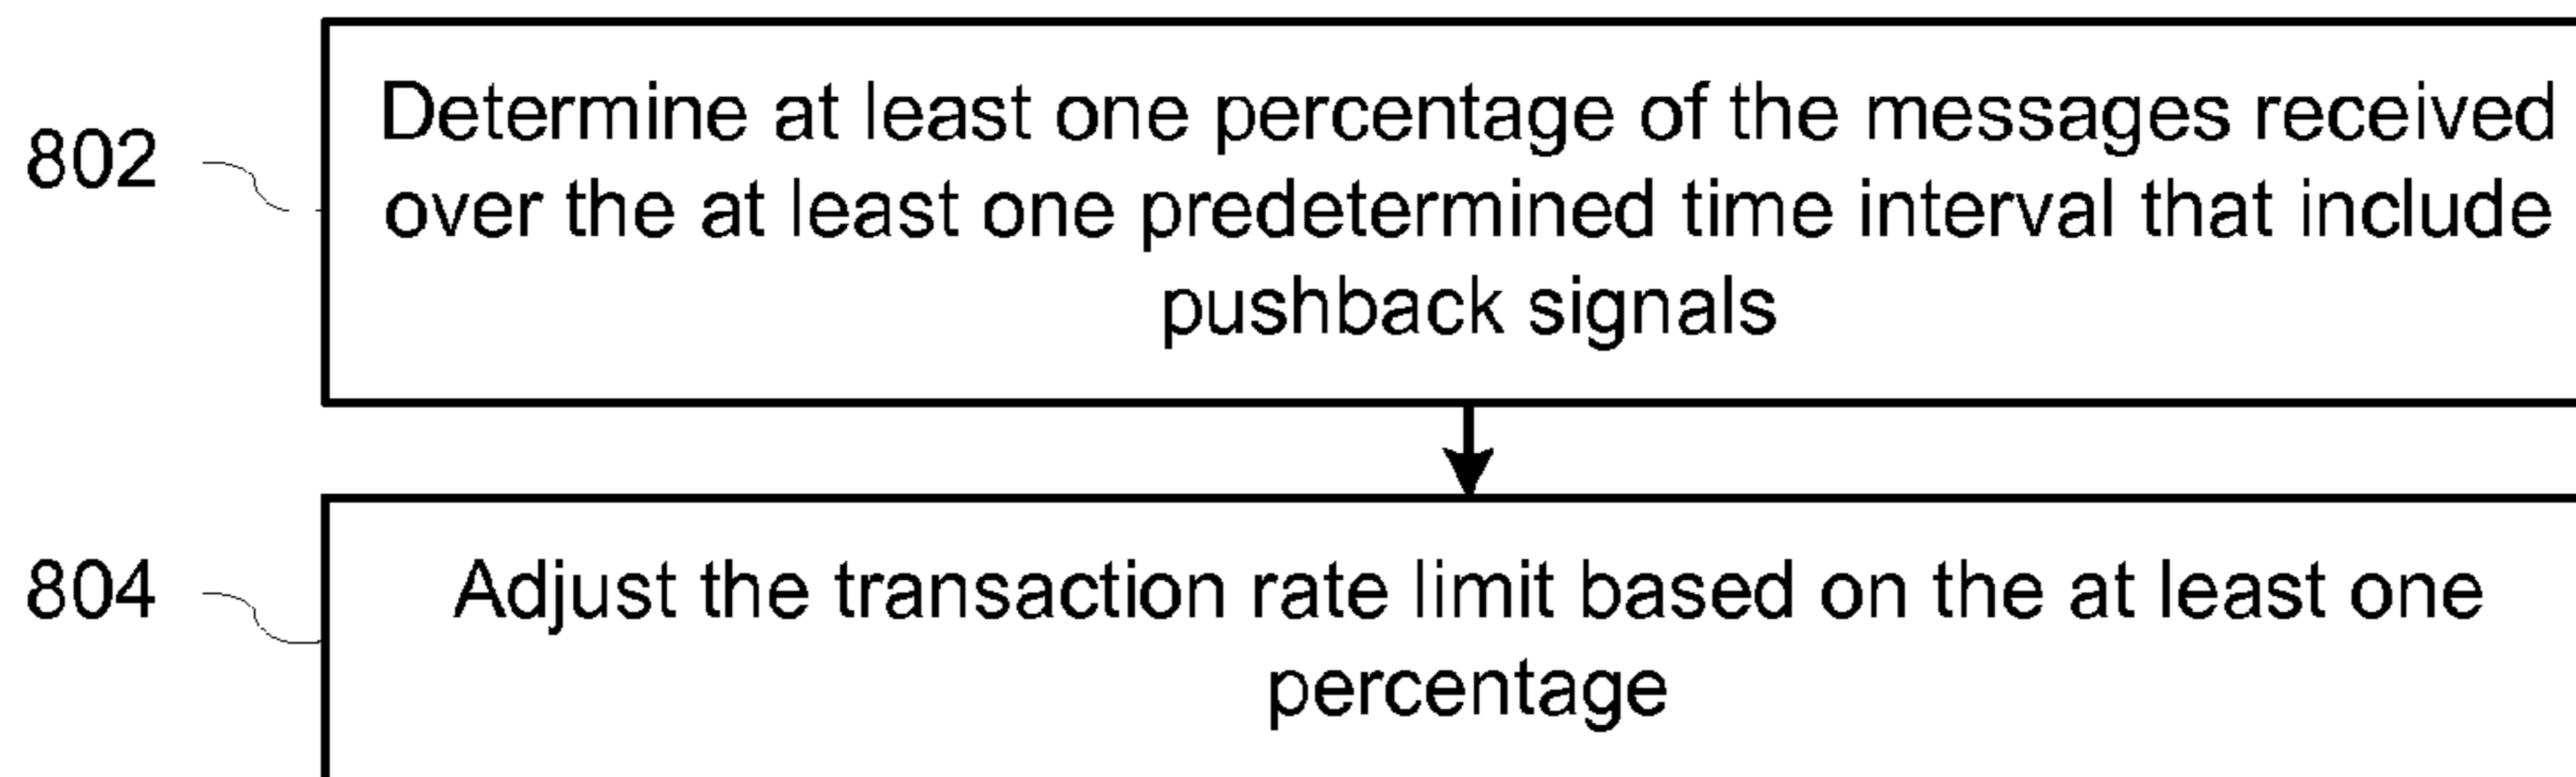 Determine at least one percentage of the messages received
802
over the at least one predetermined time interval that include
pushback signals
804
Adjust the transaction rate limit based on the at least one
percentage